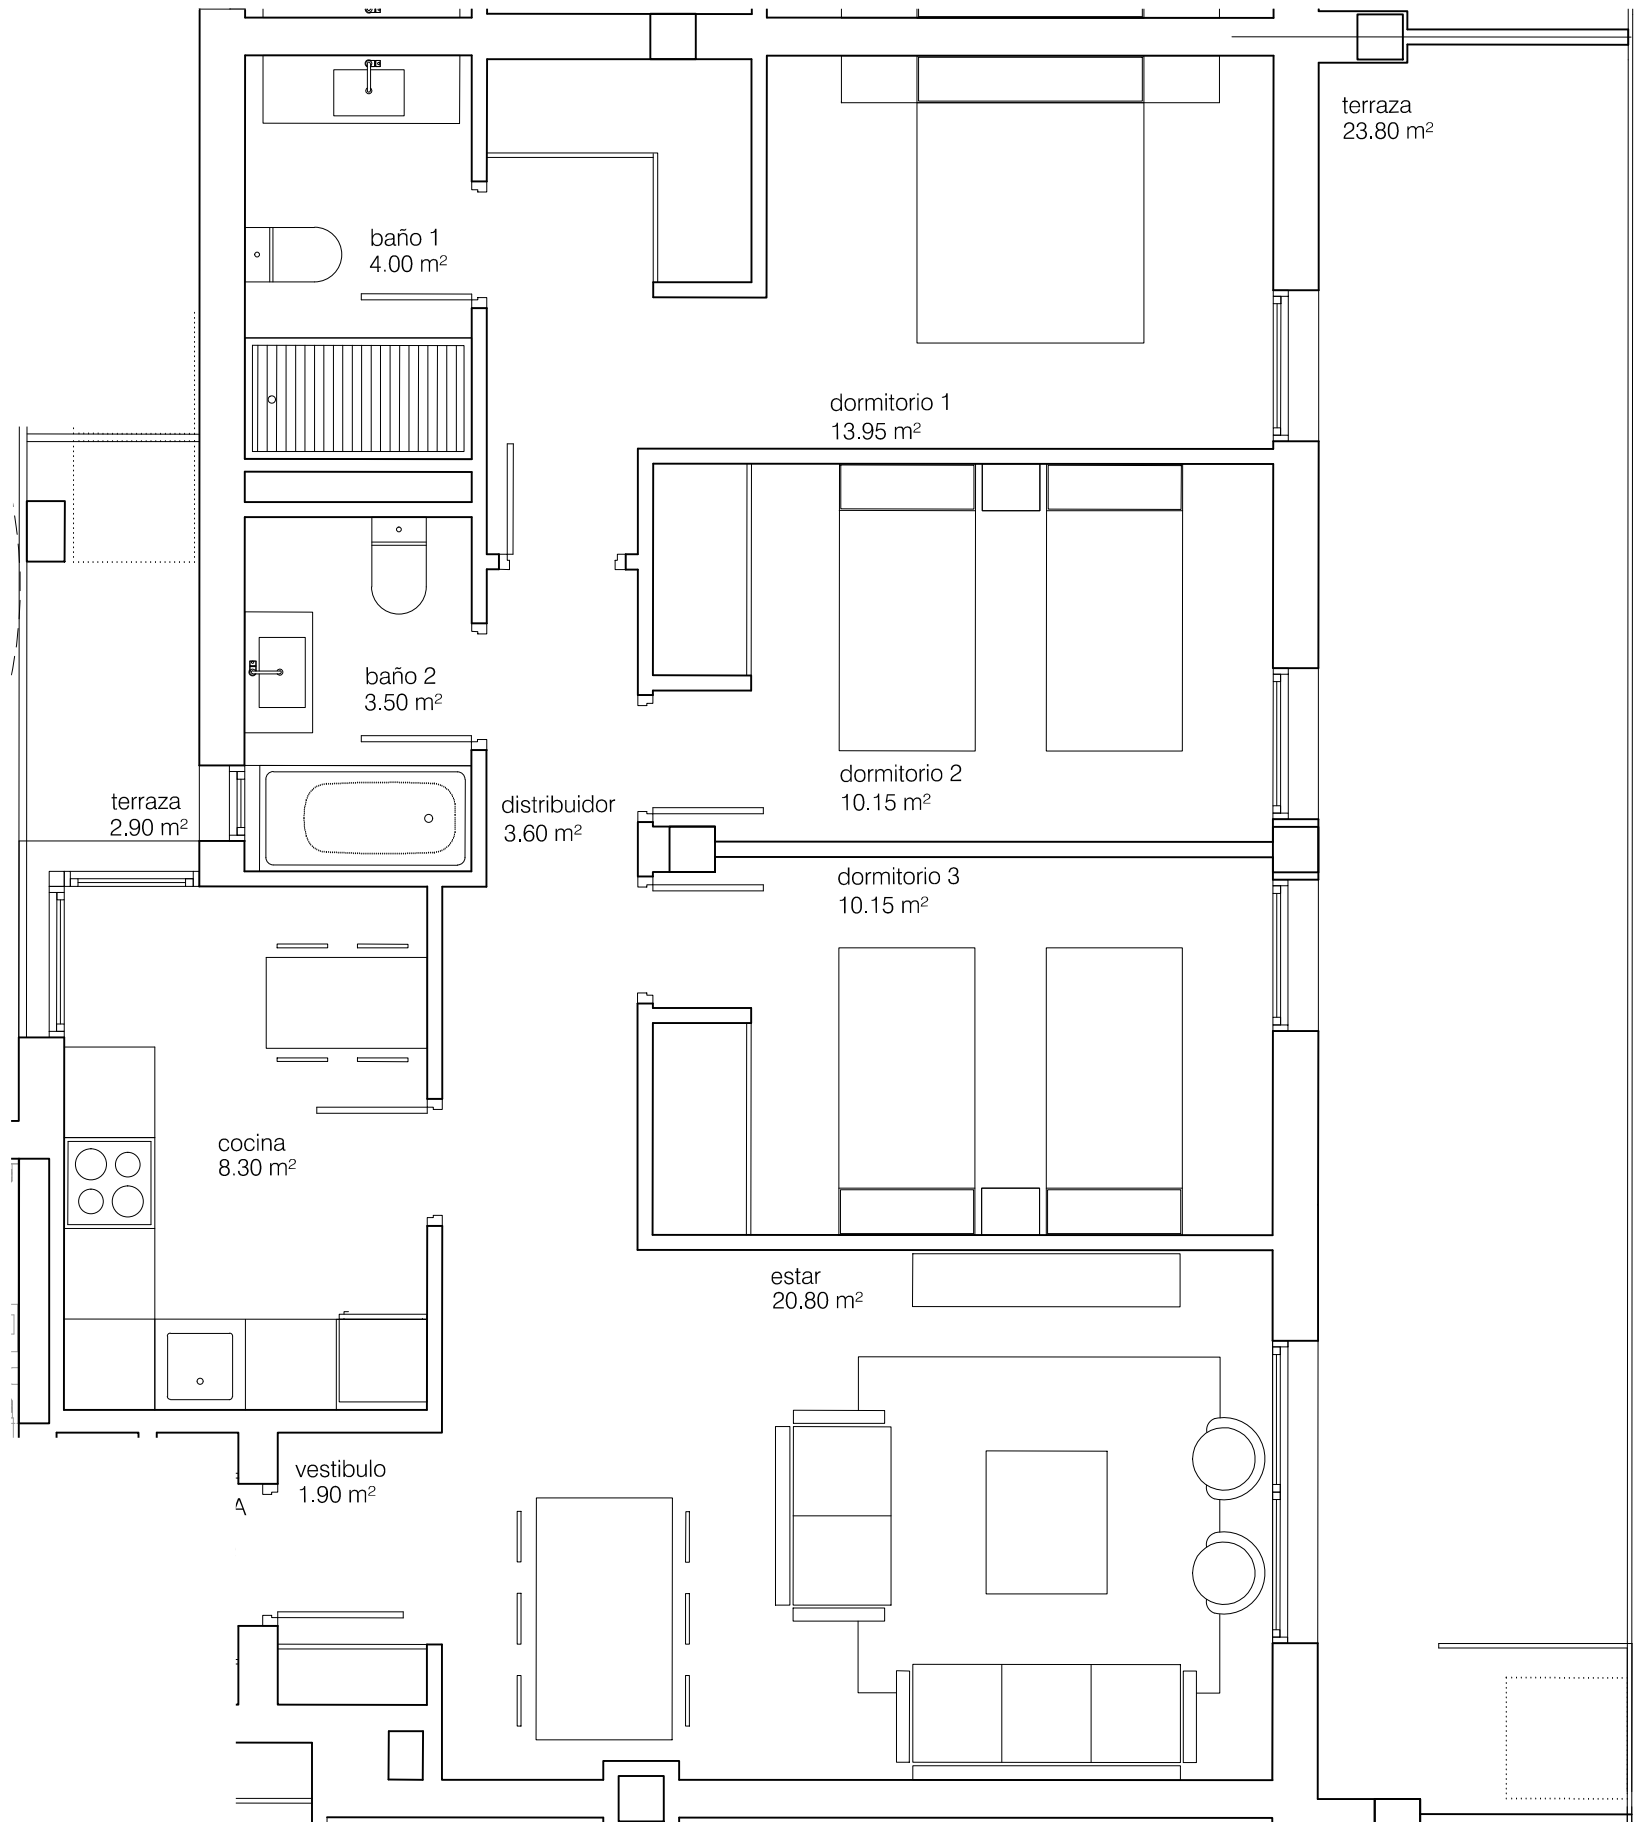 terraza
23.80 m²
baño 1
4.00 m²
dormitorio 1
13.95 m²
baño 2
3.50 m²
dormitorio 2
10.15 m²
terraza
2.90 m²
distribuidor
3.60 m²
dormitorio 3
10.15 m²
cocina
8.30 m²
estar
20.80 m²
vestibulo
1.90 m²
A